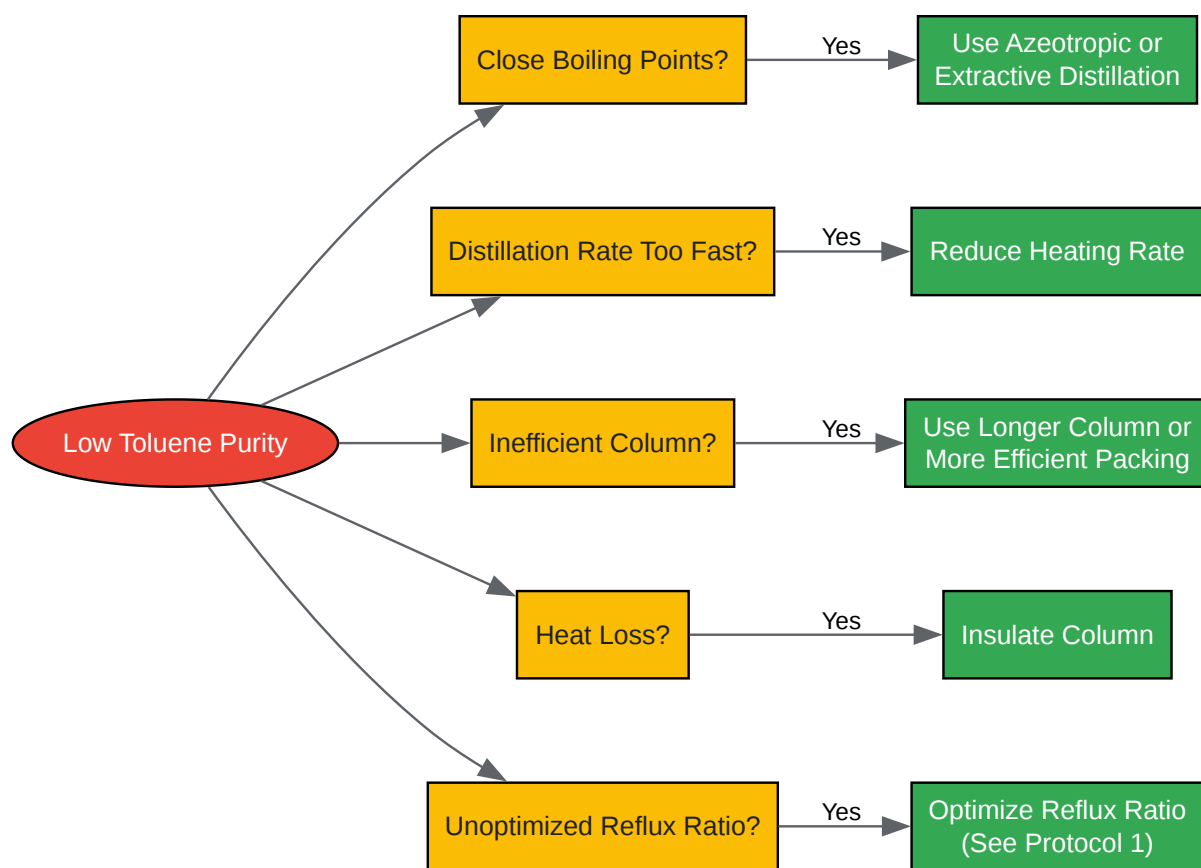 Close Boiling Points?
Yes
Use Azeotropic or
Extractive Distillation
Distillation Rate Too Fast?
Yes
Reduce Heating Rate
Low Toluene Purity
Inefficient Column?
Yes
Use Longer Column or
More Efficient Packing
Heat Loss?
Yes
Insulate Column
Unoptimized Reflux Ratio?
Yes
Optimize Reflux Ratio
(See Protocol 1)